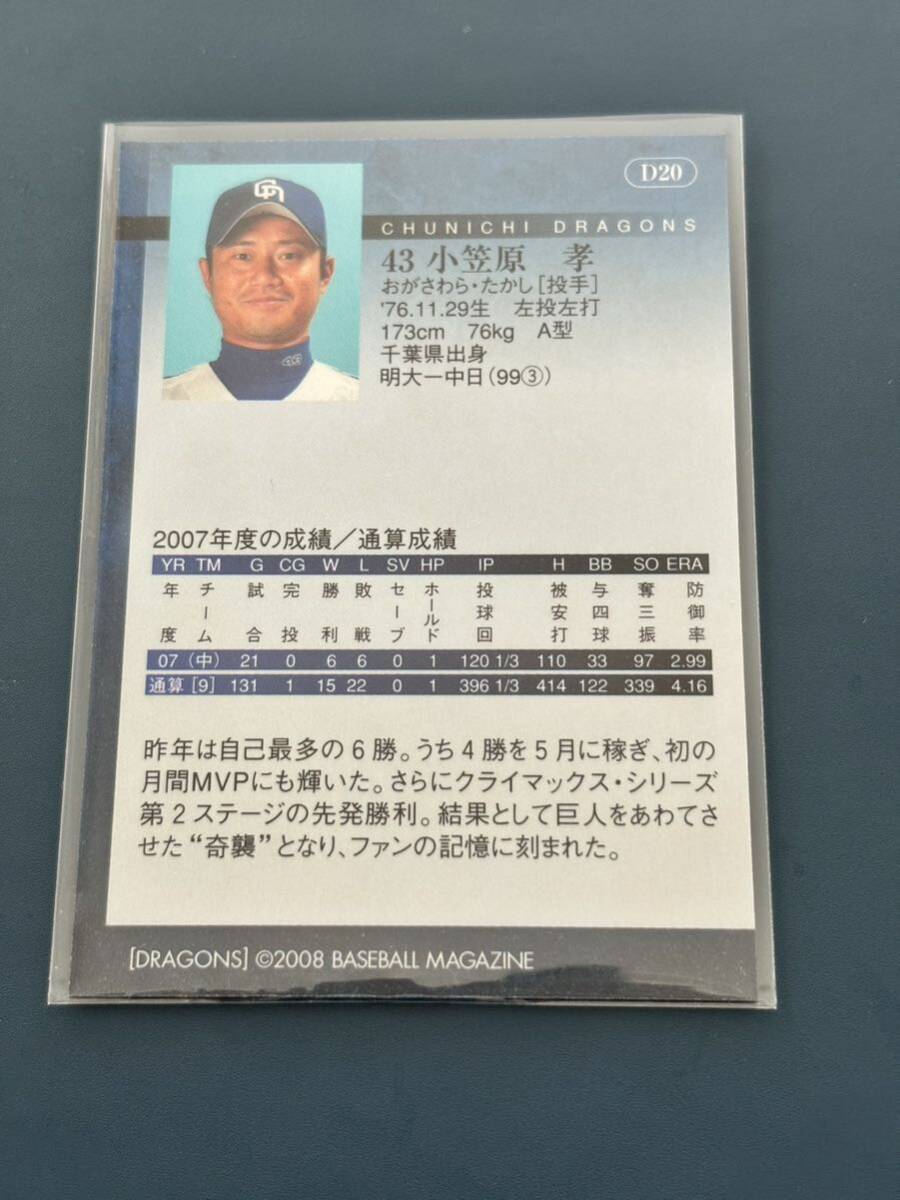 D20
CHUNICHI DRAGONS
43 小笠原 孝
おがさわら・たかし[投手]
'76.11.29生 左投左打
173cm 76kg A型
千葉県出身
明大ー中日(99③)
2007年度の成績／通算成績
YR TM G CG W L SV HP IP H BB SO ERA
年度 チーム 試合 完投 勝利 敗戦 セーブ ホールド 投球回 被安打 与四球 奪三振 防御率
07 (中) 21 0 6 6 0 1 120 1/3 110 33 97 2.99
通算 [9] 131 1 15 22 0 1 396 1/3 414 122 339 4.16
昨年は自己最多の6勝。うち4勝を5月に稼ぎ、初の
月間MVPにも輝いた。さらにクライマックス・シリーズ
第2ステージの先発勝利。結果として巨人をあわてさ
せた“奇襲”となり、ファンの記憶に刻まれた。
[DRAGONS] ©2008 BASEBALL MAGAZINE